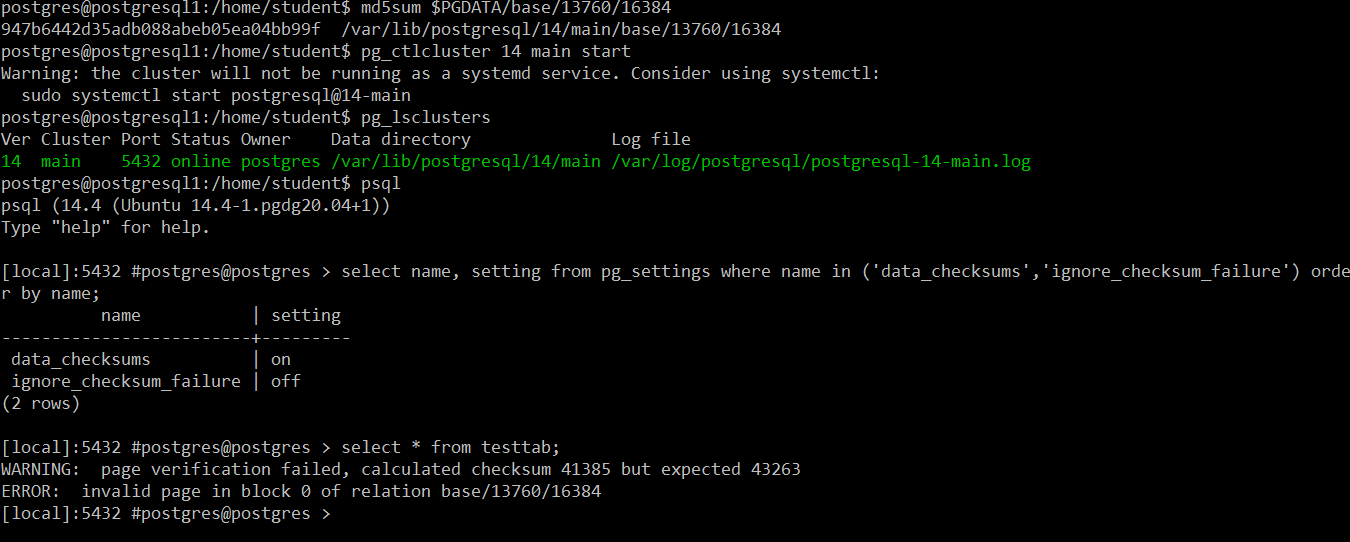 postgres@postgresql1:/home/student$ md5sum $PGDATA/base/13760/16384
947b6442d35adb088abeb05ea04bb99f  /var/lib/postgresql/14/main/base/13760/16384
postgres@postgresql1:/home/student$ pg_ctlcluster 14 main start
Warning: the cluster will not be running as a systemd service. Consider using systemctl:
  sudo systemctl start postgresql@14-main
postgres@postgresql1:/home/student$ pg_lsclusters
Ver Cluster Port Status Owner    Data directory              Log file
14  main    5432 online postgres /var/lib/postgresql/14/main /var/log/postgresql/postgresql-14-main.log
postgres@postgresql1:/home/student$ psql
psql (14.4 (Ubuntu 14.4-1.pgdg20.04+1))
Type "help" for help.

[local]:5432 #postgres@postgres > select name, setting from pg_settings where name in ('data_checksums','ignore_checksum_failure') orde
r by name;
          name           | setting
-------------------------+---------
 data_checksums          | on
 ignore_checksum_failure | off
(2 rows)

[local]:5432 #postgres@postgres > select * from testtab;
WARNING:  page verification failed, calculated checksum 41385 but expected 43263
ERROR:  invalid page in block 0 of relation base/13760/16384
[local]:5432 #postgres@postgres >